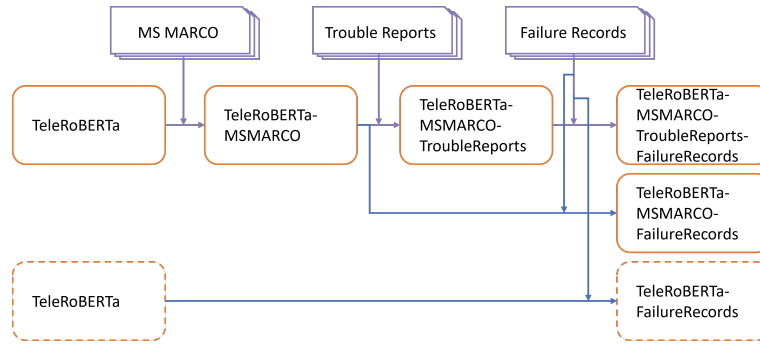 MS MARCO
Trouble Reports
Failure Records
TeleRoBERTa
TeleRoBERTa-
MSMARCO
TeleRoBERTa-
MSMARCO-
TroubleReports
TeleRoBERTa-
MSMARCO-
TroubleReports-
FailureRecords
TeleRoBERTa-
MSMARCO-
FailureRecords
TeleRoBERTa
TeleRoBERTa-
FailureRecords